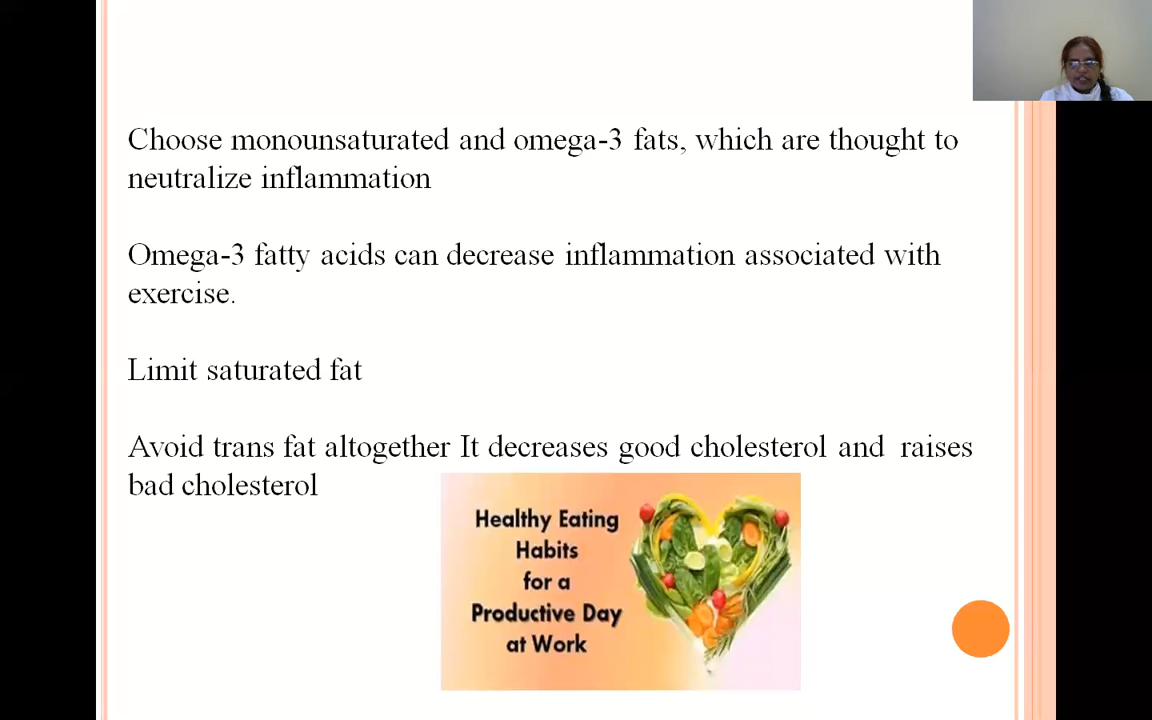 Choose monounsaturated and omega-3 fats, which are thought to
neutralize inflammation
Omega-3 fatty acids can decrease inflammation associated with
exercise.
Limit saturated fat
Avoid trans fat altogether It decreases good cholesterol and raises
bad cholesterol
Healthy Eating
Habits
for a
Productive Day
at Work